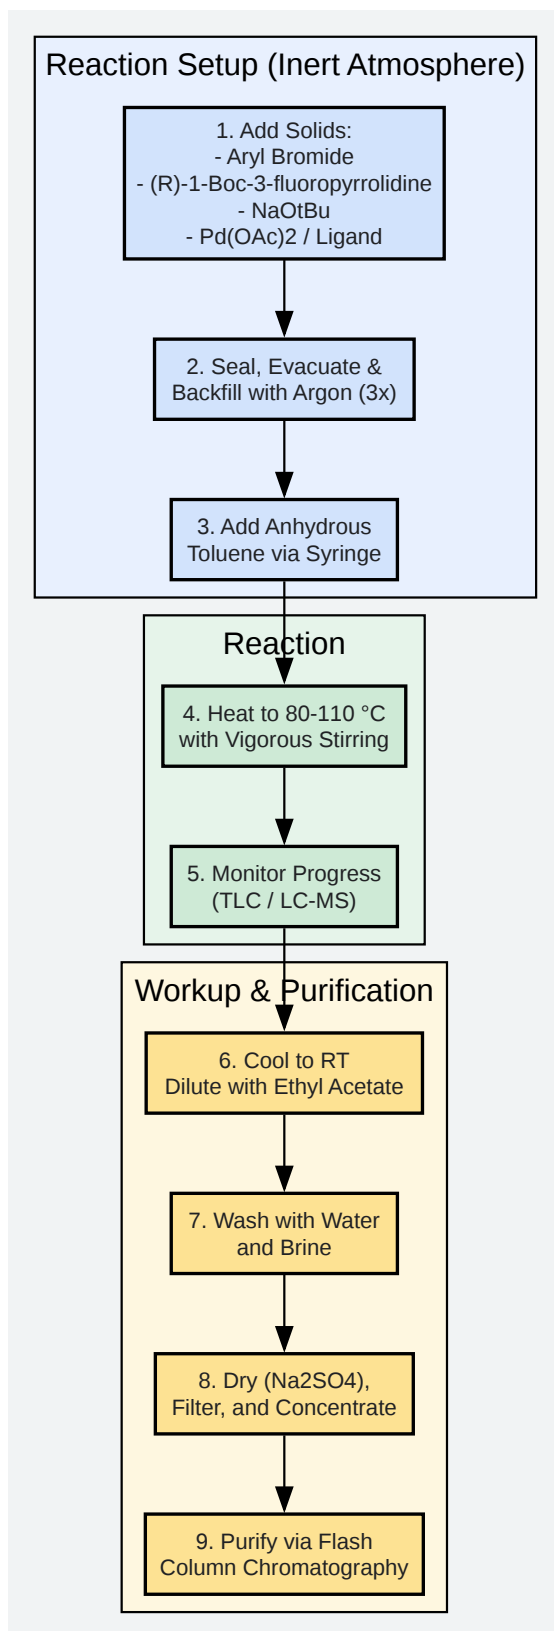 Reaction Setup (Inert Atmosphere)
1. Add Solids:
- Aryl Bromide
- (R)-1-Boc-3-fluoropyrrolidine
- NaOtBu
- Pd(OAc)2 / Ligand
2. Seal, Evacuate &
Backfill with Argon (3x)
3. Add Anhydrous
Toluene via Syringe
Reaction
4. Heat to 80-110 °C
with Vigorous Stirring
5. Monitor Progress
(TLC / LC-MS)
Workup & Purification
6. Cool to RT
Dilute with Ethyl Acetate
7. Wash with Water
and Brine
8. Dry (Na2SO4),
Filter, and Concentrate
9. Purify via Flash
Column Chromatography